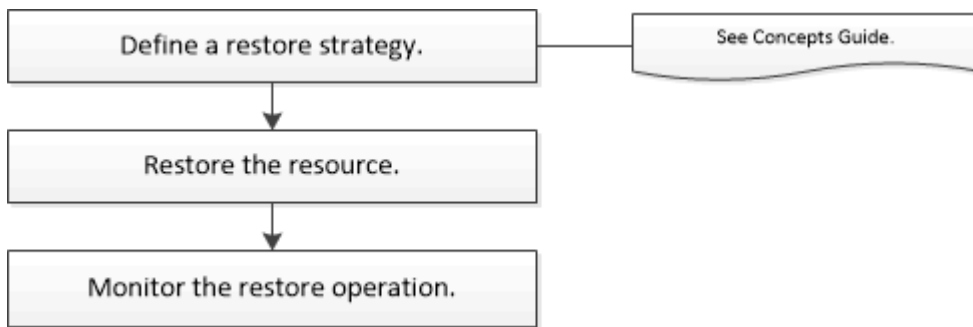 Define a restore strategy.
See Concepts Guide.
Restore the resource.
Monitor the restore operation.